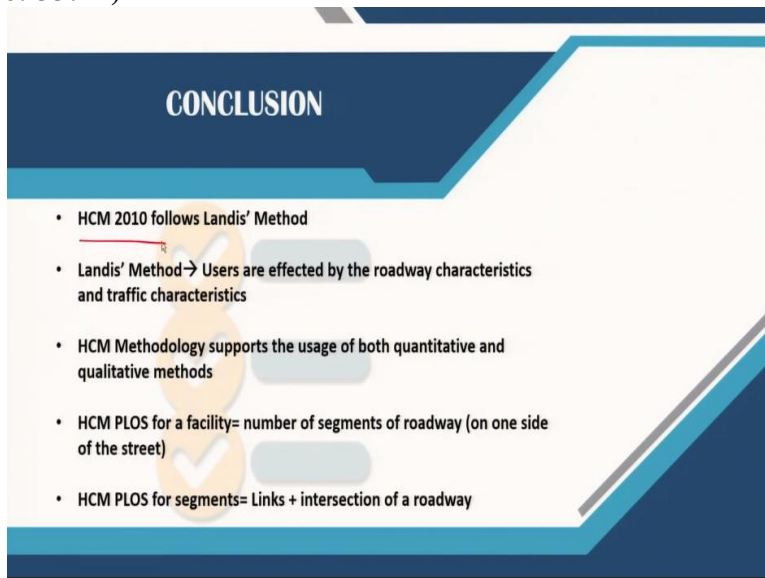 CONCLUSION
• HCM 2010 follows Landis' Method
• Landis' Method→ Users are effected by the roadway characteristics
and traffic characteristics
• HCM Methodology supports the usage of both quantitative and
qualitative methods
• HCM PLOS for a facility= number of segments of roadway (on one side
of the street)
• HCM PLOS for segments= Links + intersection of a roadway